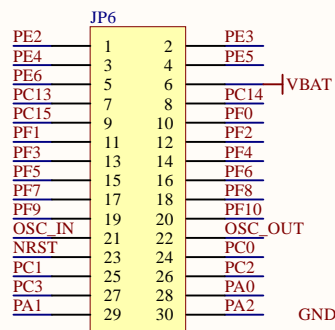 JP6
PE2 1 2 PE3
PE4 3 4 PE5
PE6 5 6 VBAT
PC13 7 8 PC14
PC15 9 10 PF0
PF1 11 12 PF2
PF3 13 14 PF4
PF5 15 16 PF6
PF7 17 18 PF8
PF9 19 20 PF10
OSC_IN 21 22 OSC_OUT
NRST 23 24 PC0
PC1 25 26 PC2
PC3 27 28 PA0
PA1 29 30 PA2 GND